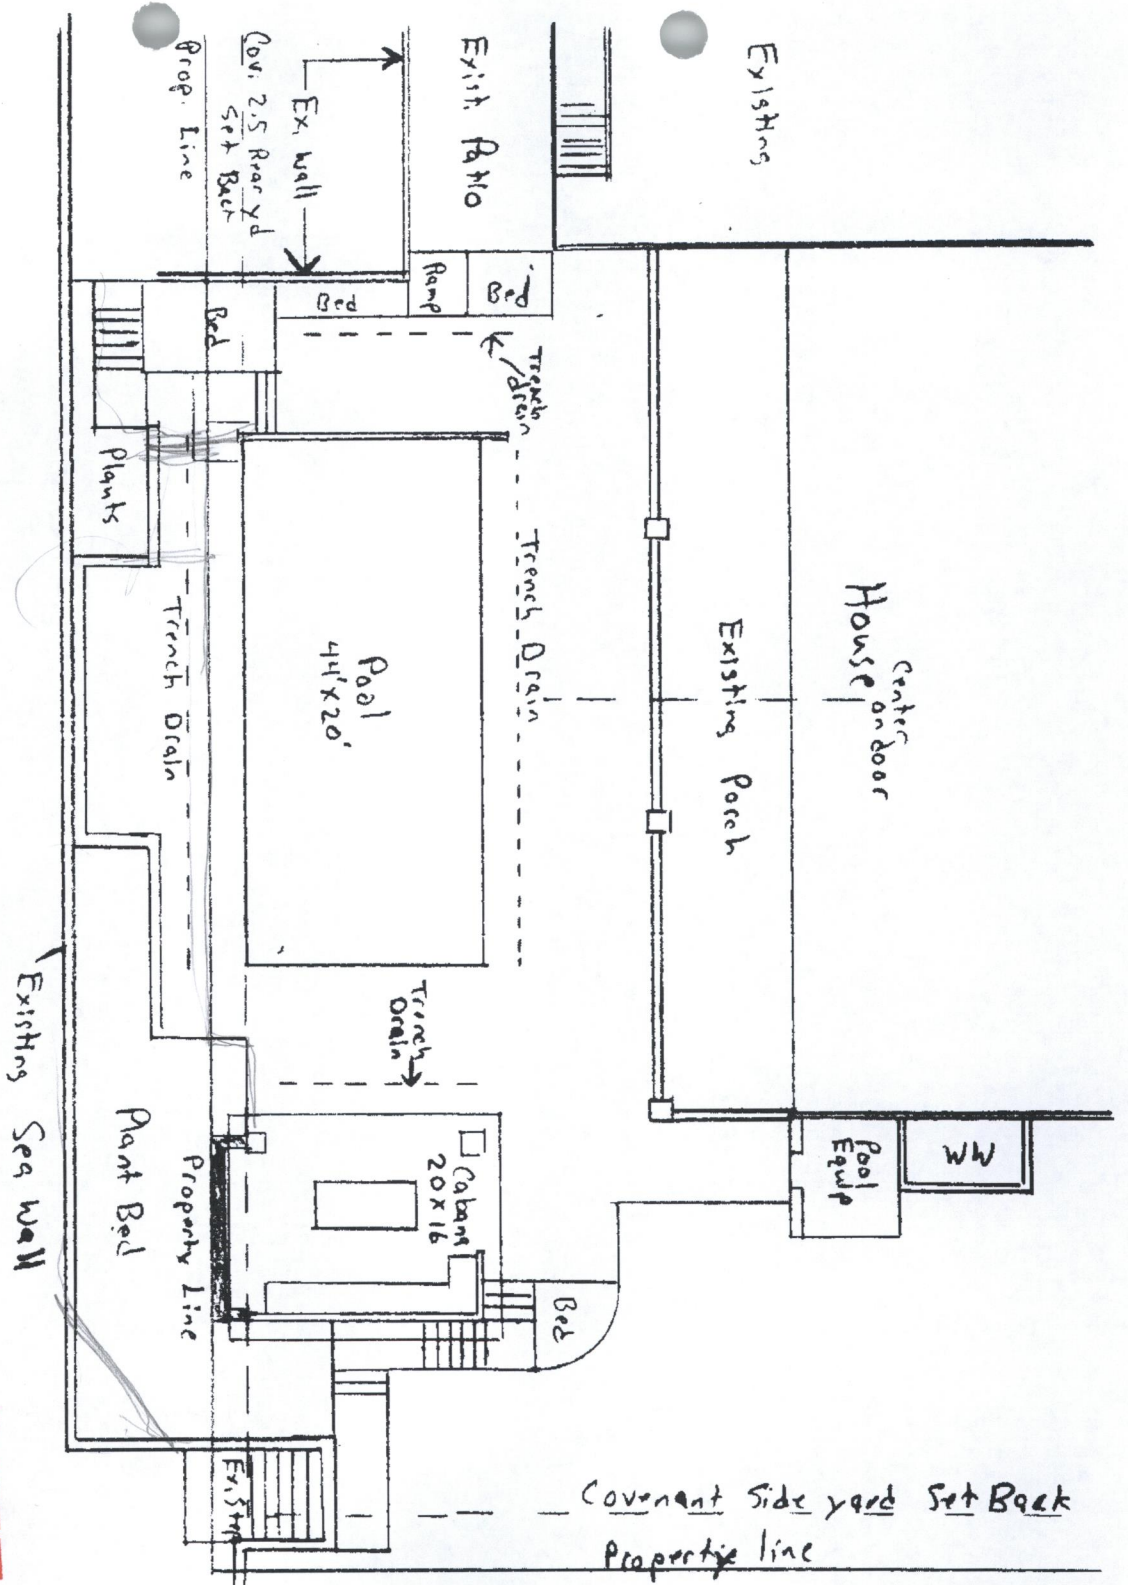 Existing
Exist. Patio
Ex. Wall
Cov. 2.5 Rear yd
Set Back
Prop. Line
Bed
Ramp
Bed
Bed
Trench
drain
Plants
Trench Drain
Trench Drain
Pool
44'x20'
House
Center
on door
Existing Porch
Trench
Drain
Cabana
20x16
Pool
Equip
WW
Bed
Plant Bed
Property Line
Existing Sea Wall
Ex. Step
Covenant Side yard Set Back
Propertye line